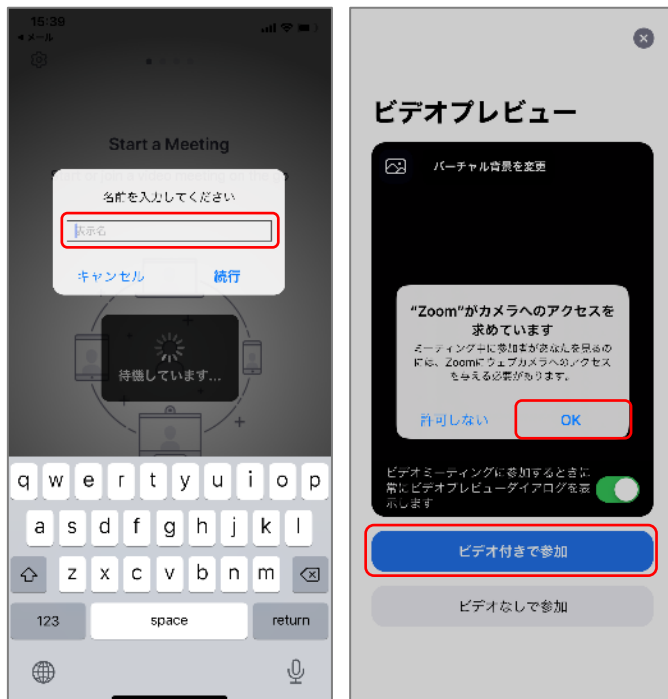 15:39
メール
Start a Meeting
名前を入力してください
表示名
キャンセル
続行
待機しています...
q w e r t y u i o p
a s d f g h j k l
z x c v b n m
123
space
return
ビデオプレビュー
バーチャル背景を変更
“Zoom”がカメラへのアクセスを
求めています
ミーティング中に参加者があなたを見るの
には、Zoomにウェブカメラへのアクセス
を与える必要があります。
許可しない
OK
ビデオミーティングに参加するときに
常にビデオプレビューダイアログを表
示します
ビデオ付きで参加
ビデオなしで参加